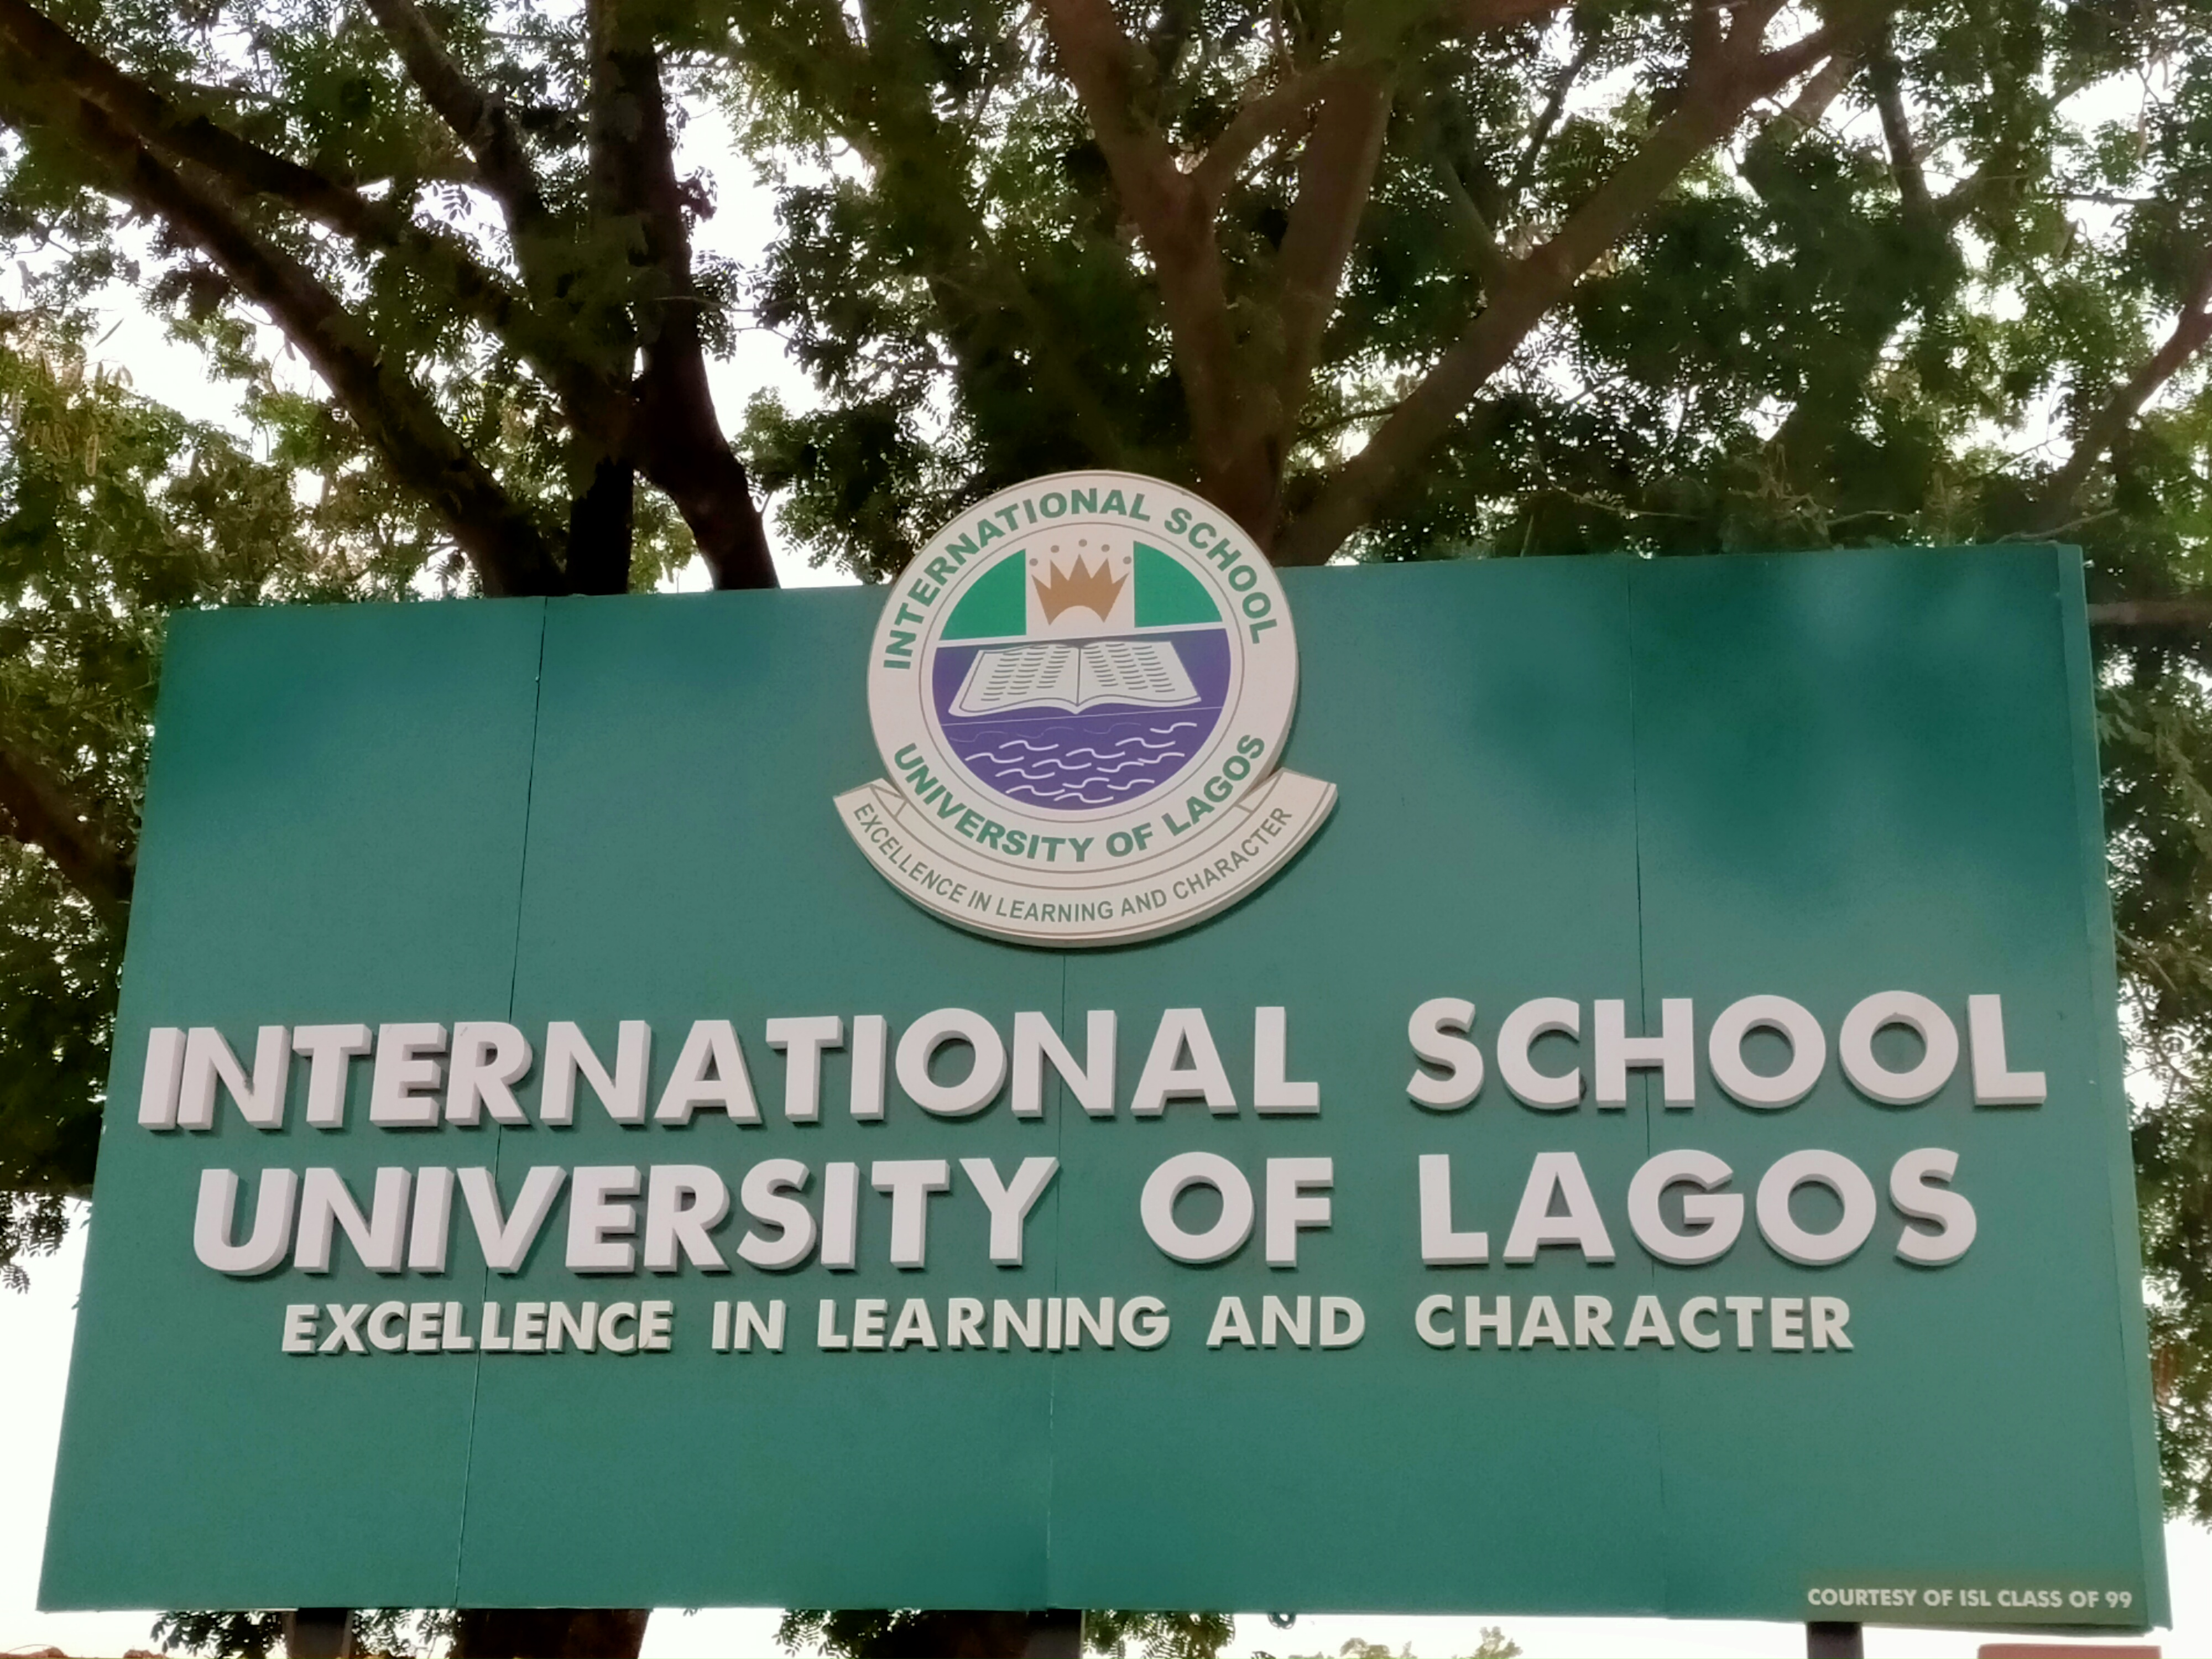 INTERNATIONAL SCHOOL
UNIVERSITY OF LAGOS
EXCELLENCE IN LEARNING AND CHARACTER
INTERNATIONAL SCHOOL
UNIVERSITY OF LAGOS
EXCELLENCE IN LEARNING AND CHARACTER
COURTESY OF ISL CLASS OF 99